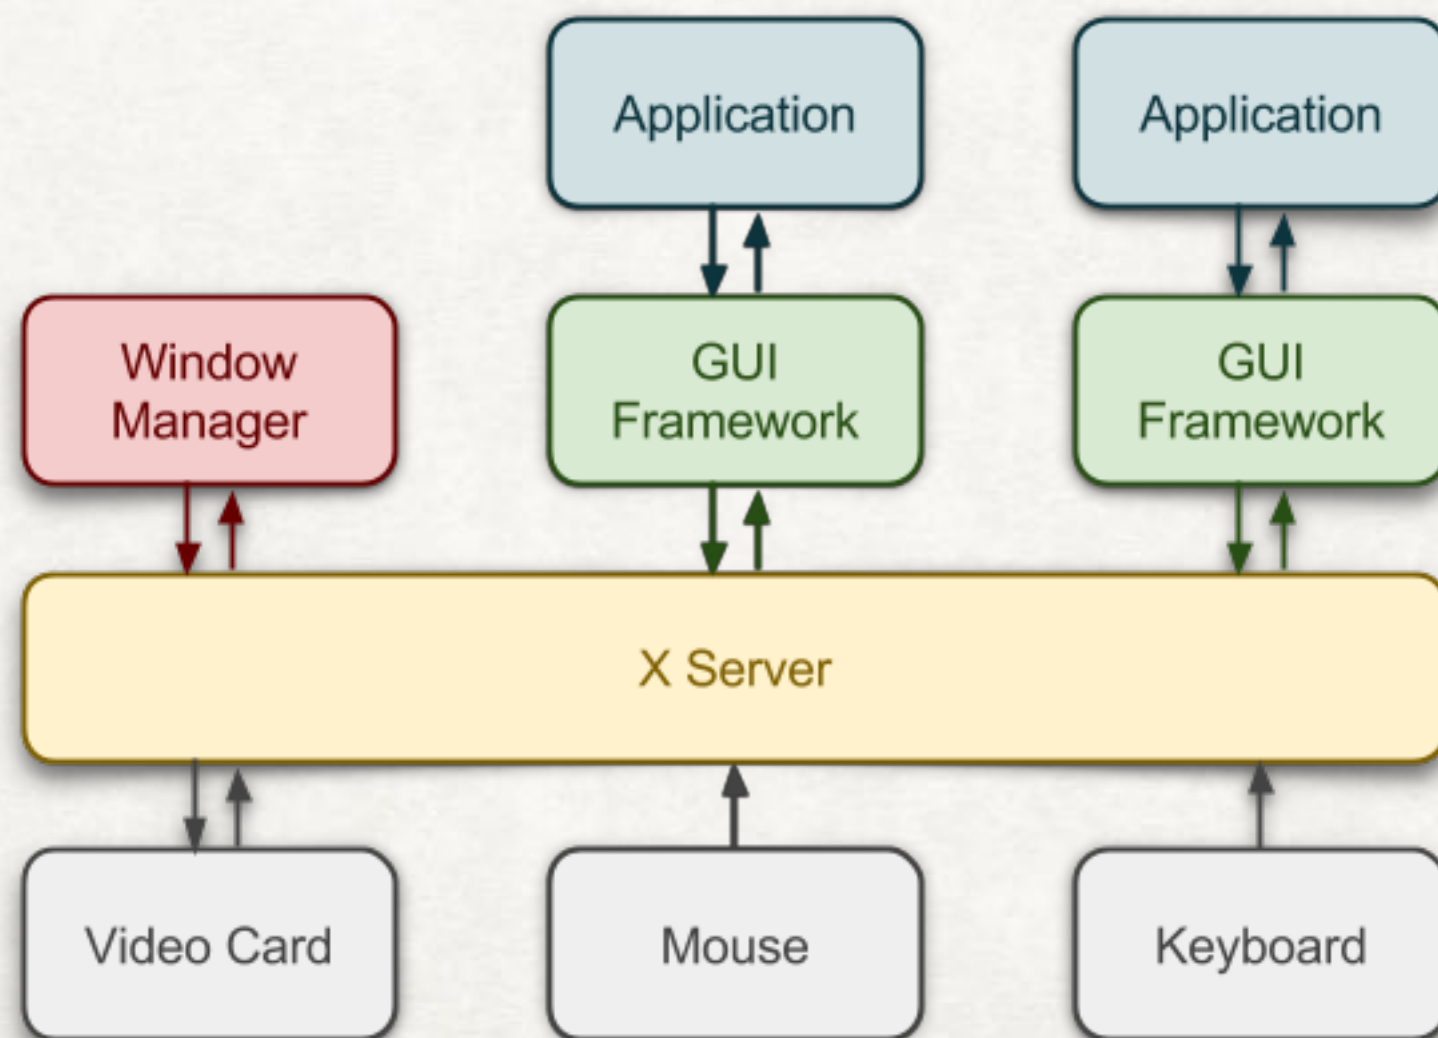 Application
Application
Window
Manager
GUI
Framework
GUI
Framework
X Server
Video Card
Mouse
Keyboard